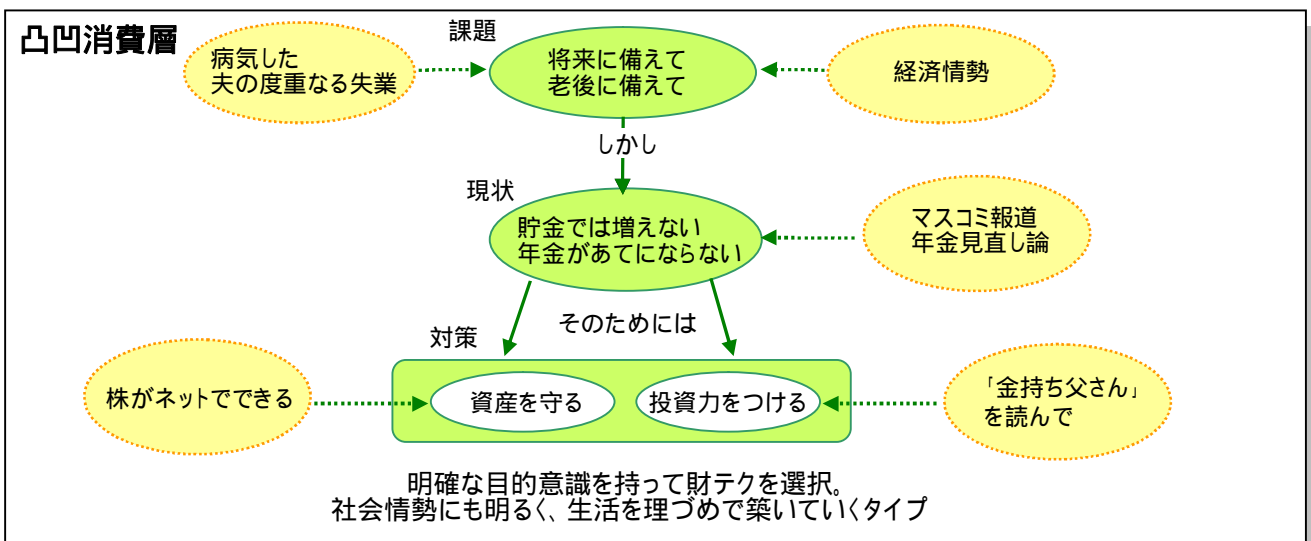 凸凹消費層
課題
病気した
夫の度重なる失業
将来に備えて
老後に備えて
経済情勢
しかし
現状
貯金では増えない
年金があてにならない
マスコミ報道
年金見直し論
そのためには
対策
株がネットでできる
資産を守る
投資力をつける
「金持ち父さん」
を読んで
明確な目的意識を持って財テクを選択。
社会情勢にも明るく、生活を理づめで築いていくタイプ